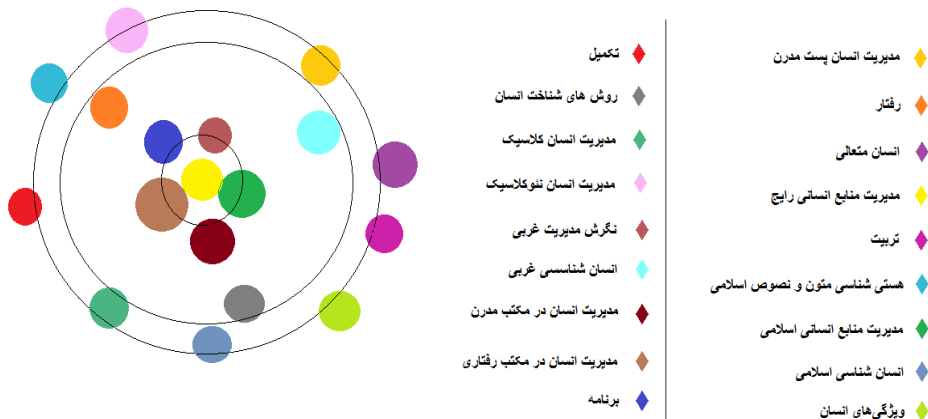 مدیریت انسان پست مدرن
رفتار
انسان متعالی
مدیریت منابع انسانی رایج
تربیت
هستی شناسی متون و نصوص اسلامی
مدیریت منابع انسانی اسلامی
انسان شناسی اسلامی
ویژگی‌های انسان
تکمیل
روش های شناخت انسان
مدیریت انسان کلاسیک
مدیریت انسان نئوکلاسیک
نگرش مدیریت غربی
انسان شناسسی غربی
مدیریت انسان در مکتب مدرن
مدیریت انسان در مکتب رفتاری
برنامه